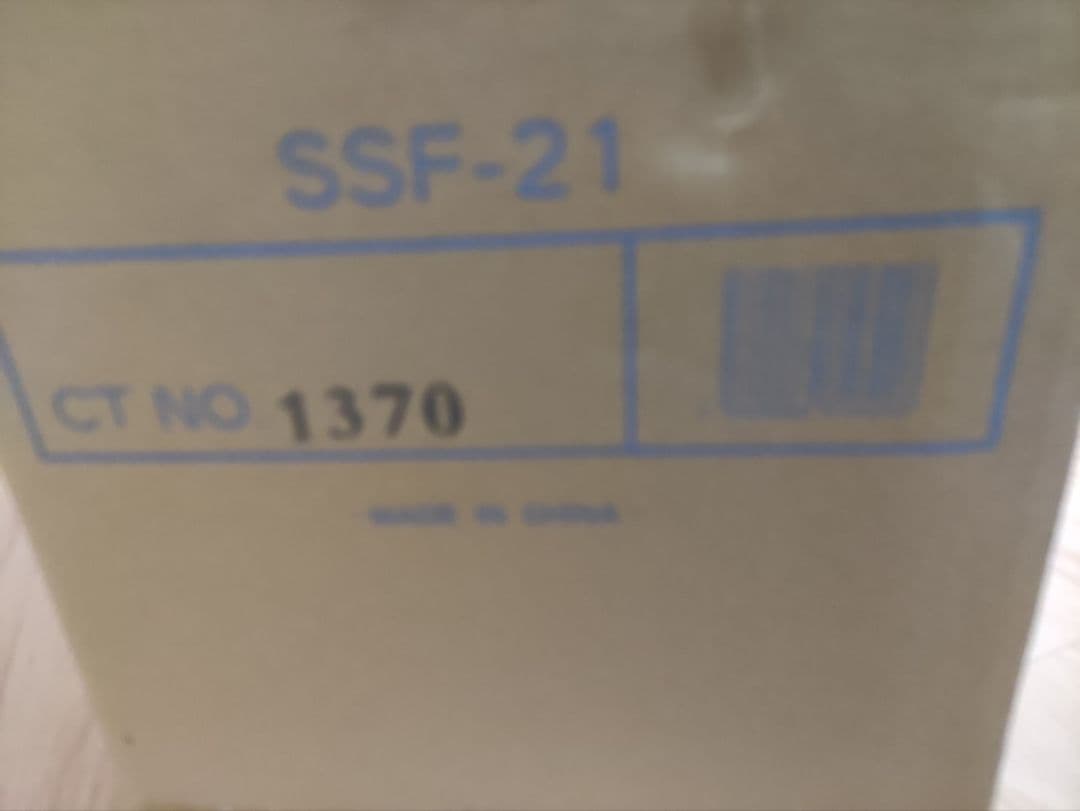 SSF-21
CT NO 1370
MADE IN CHINA